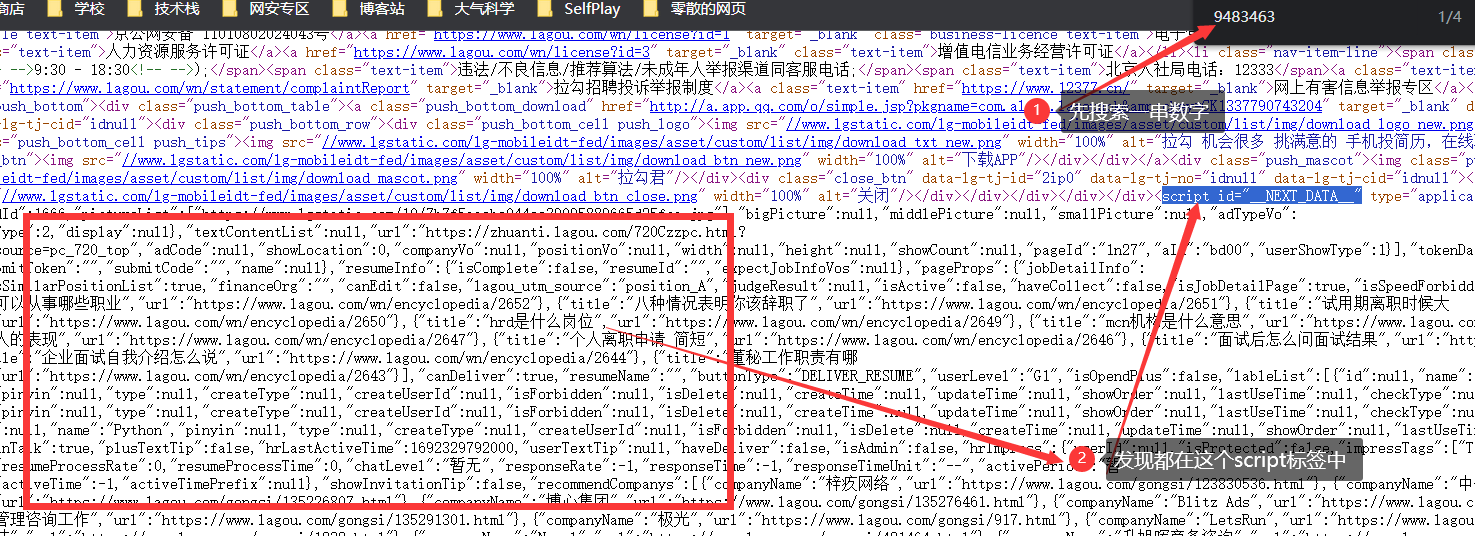 商店 学校 技术栈 网安专区 博客站 大气科学 SelfPlay 零散的网页
9483463 1/4
le text-item">京公网安备 11010802024043号</a><a href="https://www.lagou.com/wn/license?id=1" target="_blank" class="business-licence text-item">电子
="text-item">人力资源服务许可证</a><a href="https://www.lagou.com/wn/license?id=3" target="_blank" class="text-item">增值电信业务经营许可证</a></li><li class="nav-item-line"><span
-- -->9:30 - 18:30<!-- -->);</span><span class="text-item">违法/不良信息/推荐算法/未成年人举报渠道同客服电话;</span><span class="text-item">北京人社局电话: 12333</span><a
"https://www.lagou.com/wn/statement/complaintReport" target="_blank">拉勾招聘投诉举报制度</a><a class="text-item" href="https://www.12377.cn/" target="_blank">网上有害信息举报专区</a>
push_bottom"><div class="push_bottom_table"><a class="push_bottom_download" href="http://a.app.qq.com/o/simple.jsp?pkgname=com.al K1337790743204" target="_blank" d
1 先搜索一串数字
-lg-tj-cid="idnull"><div class="push_bottom_row"><div class="push_bottom_cell push_logo"><img src="//www.lgstatic.com/lg-mobileidt-fed/images/asset/custom/list/img/download_logo_new.png
ush_bottom_cell push_tips"><img src="//www.lgstatic.com/lg-mobileidt-fed/images/asset/custom/list/img/download_txt_new.png" width="100%" alt="拉勾 机会很多 挑满意的 手机投简历，在线
btn"><img src="//www.lgstatic.com/lg-mobileidt-fed/images/asset/custom/list/img/download_btn_new.png" width="100%" alt="下载APP"/></div></div></a><div class="push_mascot"><img class="p
leidt-fed/images/asset/custom/list/img/download_mascot.png" width="100%" alt="拉勾君"/></div><div class="close_btn" data-lg-tj-id="2ip0" data-lg-tj-no="idnull" data-lg-tj-cid="idnull"><
//www.lgstatic.com/lg-mobileidt-fed/images/asset/custom/list/img/download_btn_close.png" width="100%" alt="关闭"/></div></div></div></div><script id="__NEXT_DATA__" type="applica
"bigPicture":null,"middlePicture":null,"smallPicture":null,"adTypeVo":
ype":2,"display":null},"textContentList":null,"url":"https://zhuanti.lagou.com/720Czzpc.html?
ource=pc_720_top","adCode":null,"showLocation":0,"companyVo":null,"positionVo":null,"width":null,"height":null,"showCount":null,"pageId":"1n27","aLt":"bd00","userShowType":1}],"tokenDa
mitToken":"","submitCode":"","name":null},"resumeInfo":{"isComplete":false,"resumeId":"","expectJobInfoVos":null},"pageProps":{"jobDetailInfo":
sSimilarPositionList":true,"financeOrg":"","canEdit":false,"lagou_utm_source":"position_A","judgeResult":null,"isActive":false,"haveCollect":false,"isJobDetailPage":true,"isSpeedForbidd
可以从事哪些职业","url":"https://www.lagou.com/wn/encyclopedia/2652"},{"title":"八种情况表明你该辞职了","url":"https://www.lagou.com/wn/encyclopedia/2651"},{"title":"试用期离职时候大
"url":"https://www.lagou.com/wn/encyclopedia/2650"},{"title":"hrd是什么岗位","url":"https://www.lagou.com/wn/encyclopedia/2649"},{"title":"mcn机构是什么意思","url":"https://www.lagou.co
人的表现","url":"https://www.lagou.com/wn/encyclopedia/2647"},{"title":"个人离职申请 简短","url":"https://www.lagou.com/wn/encyclopedia/2646"},{"title":"面试后怎么问面试结果","url":"ht
"企业面试自我介绍怎么说","url":"https://www.lagou.com/wn/encyclopedia/2644"},{"title":"董秘工作职责有哪
"url":"https://www.lagou.com/wn/encyclopedia/2643"}],"canDeliver":true,"resumeName":"","buttonType":"DELIVER_RESUME","userLevel":"G1","isOpendPlus":false,"lableList":[{"id":null,"name":
pinyin":null,"type":null,"createType":null,"createUserId":null,"isForbidden":null,"isDelete":null,"createTime":null,"updateTime":null,"showOrder":null,"lastUseTime":null,"checkType":nu
pinyin":null,"type":null,"createType":null,"createUserId":null,"isForbidden":null,"isDelete":null,"createTime":null,"updateTime":null,"showOrder":null,"lastUseTime":null,"checkType":nu
:null,"name":"Python","pinyin":null,"type":null,"createType":null,"createUserId":null,"isForbidden":null,"isDelete":null,"createTime":null,"updateTime":null,"showOrder":null,"lastUseTi
nTalk":true,"plusTextTip":false,"hrLastActiveTime":1692329792000,"userTextTip":null,"haveDeliver":false,"isAdmin":false,"hrImpress":{"userId":null,"isProtected":false,"impressTags":["T
2 发现都在这个script标签中
resumeProcessRate":0,"resumeProcessTime":0,"chatLevel":"暂无","responseRate":-1,"responseTime":-1,"responseTimeUnit":"--","activePerio
activeTime":-1,"activeTimePrefix":null},"showInvitationTip":false,"recommendCompanys":[{"companyName":"梓疫网络","url":"https://www.lagou.com/gongsi/123830536.html"},{"companyName":"中
://www.lagou.com/gongsi/135226807.html"},{"companyName":"博心集团","url":"https://www.lagou.com/gongsi/135276461.html"},{"companyName":"Blitz Ads","url":"https://www.lagou.com/gongsi/
管理咨询工作","url":"https://www.lagou.com/gongsi/135291301.html"},{"companyName":"极光","url":"https://www.lagou.com/gongsi/917.html"},{"companyName":"LetsRun","url":"https://www.lago